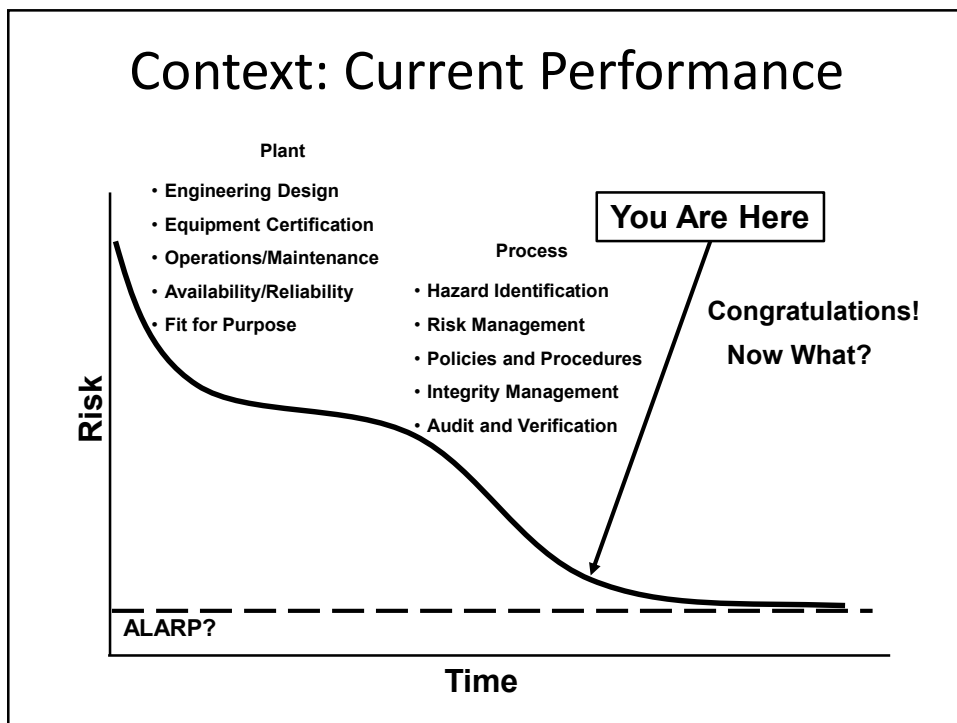 Context: Current Performance
Plant
• Engineering Design
• Equipment Certification
• Operations/Maintenance
• Availability/Reliability
• Fit for Purpose
Process
• Hazard Identification
• Risk Management
• Policies and Procedures
• Integrity Management
• Audit and Verification
You Are Here
Congratulations!
Now What?
Risk
ALARP?
Time